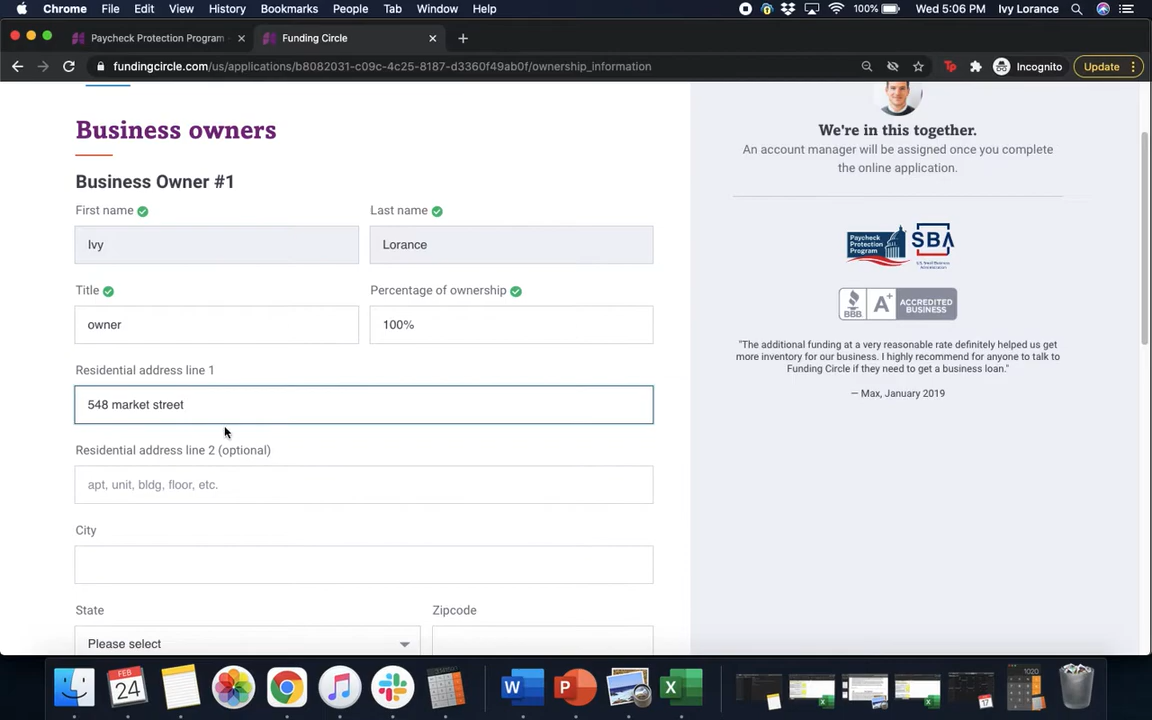 Chrome File Edit View History Bookmarks People Tab Window Help 100% Wed 5:06 PM Ivy Lorance
Paycheck Protection Program Funding Circle
fundingcircle.com/us/applications/b8082031-c09c-4c25-8187-d3360f49ab0f/ownership_information Incognito Update
Business owners
Business Owner #1
First name Last name
Ivy Lorance
Title Percentage of ownership
owner 100%
Residential address line 1
548 market street
Residential address line 2 (optional)
apt, unit, bldg, floor, etc.
City
State Zipcode
Please select
We're in this together.
An account manager will be assigned once you complete
the online application.
Paycheck
Protection
Program
SBA
U.S. Small Business
Administration
BBB A+ ACCREDITED
BUSINESS
"The additional funding at a very reasonable rate definitely helped us get
more inventory for our business. I highly recommend for anyone to talk to
Funding Circle if they need to get a business loan."
— Max, January 2019
FEB
24
W P X
17
1020